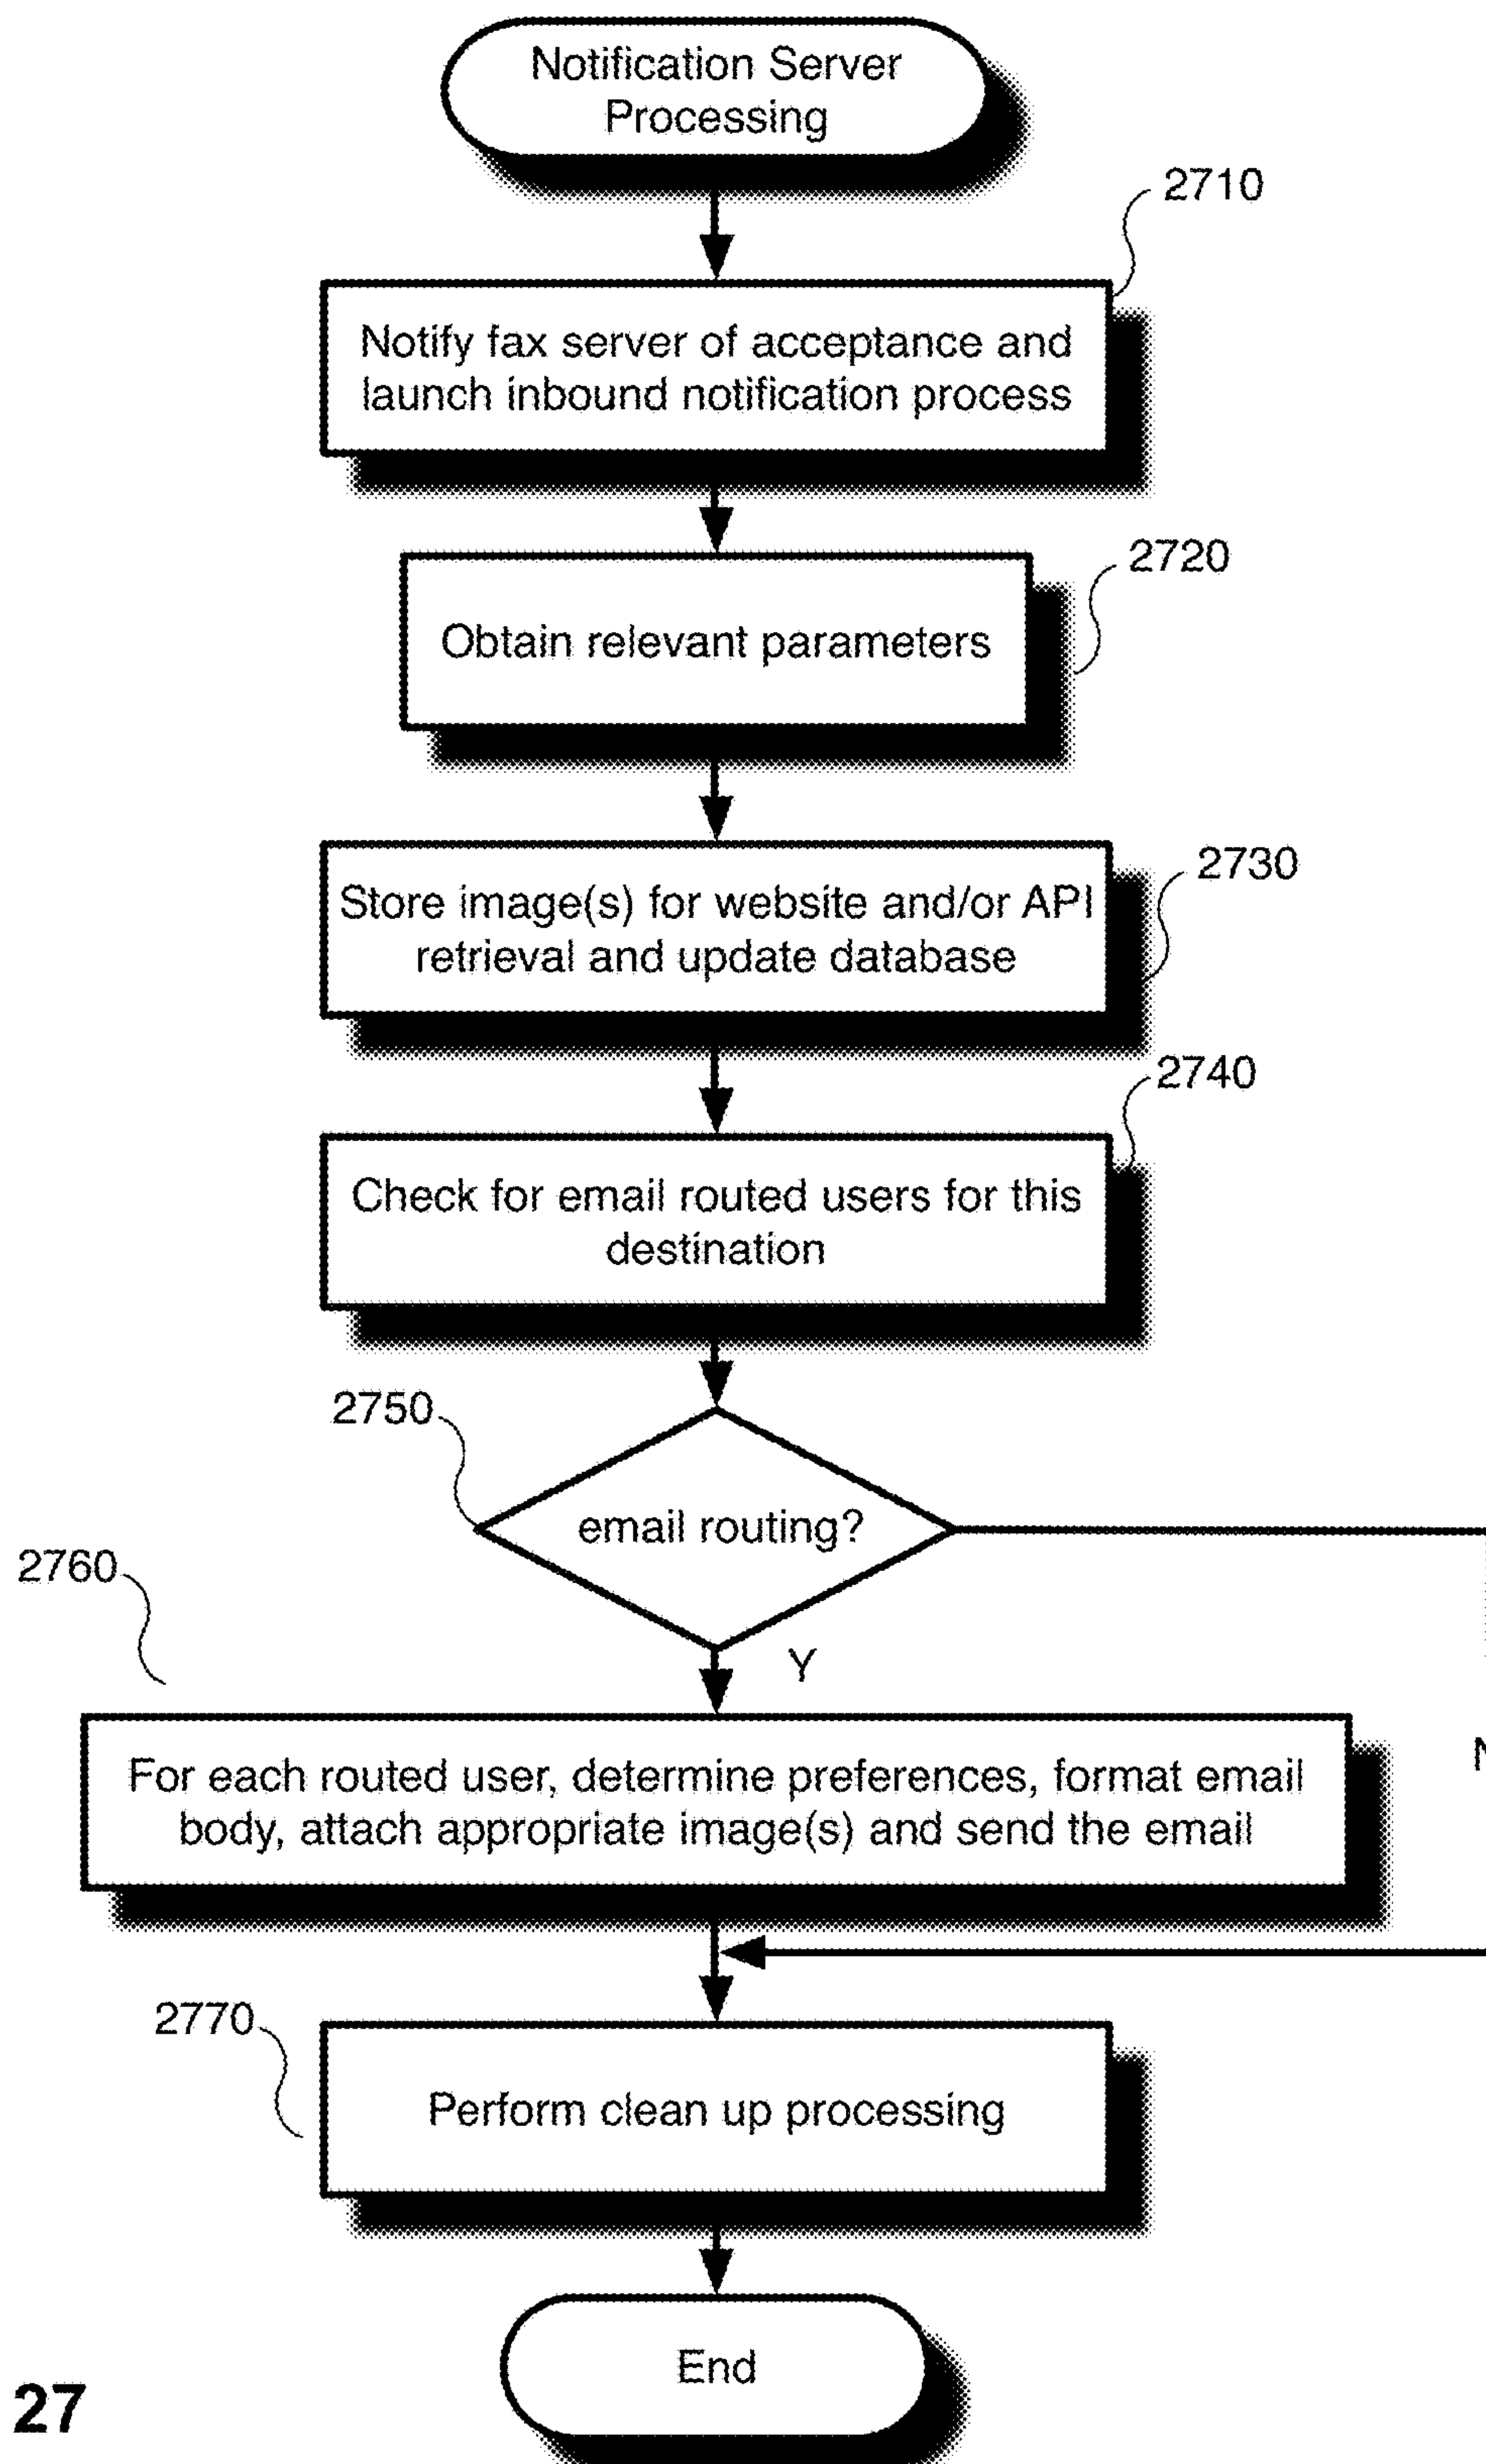 Notification Server
Processing
2710
Notify fax server of acceptance and
launch inbound notification process
2720
Obtain relevant parameters
2730
Store image(s) for website and/or API
retrieval and update database
2740
Check for email routed users for this
destination
2750
email routing?
2760
Y
N
For each routed user, determine preferences, format email
body, attach appropriate image(s) and send the email
2770
Perform clean up processing
End
27